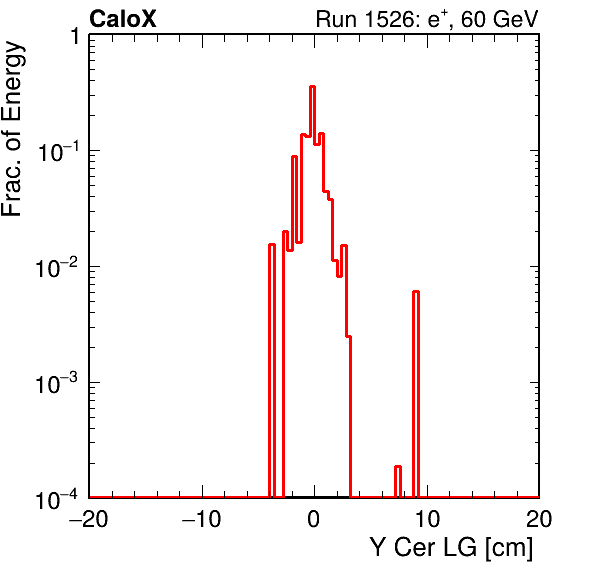 CaloX
Run 1526: e⁺, 60 GeV
Frac. of Energy
1
10⁻¹
10⁻²
10⁻³
10⁻⁴
−20
−10
0
10
20
Y Cer LG [cm]